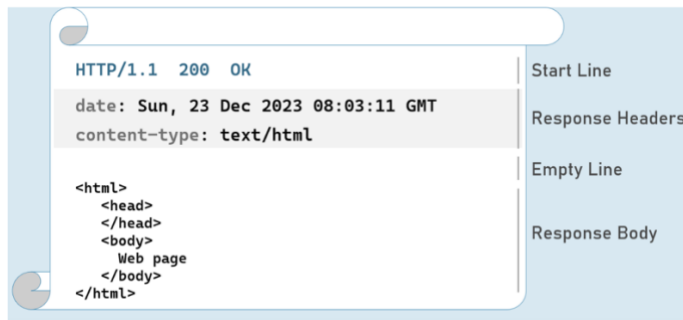 HTTP/1.1 200 OK
Start Line
date: Sun, 23 Dec 2023 08:03:11 GMT
content-type: text/html
Response Headers
Empty Line
<html>
<head>
</head>
<body>
Web page
</body>
</html>
Response Body